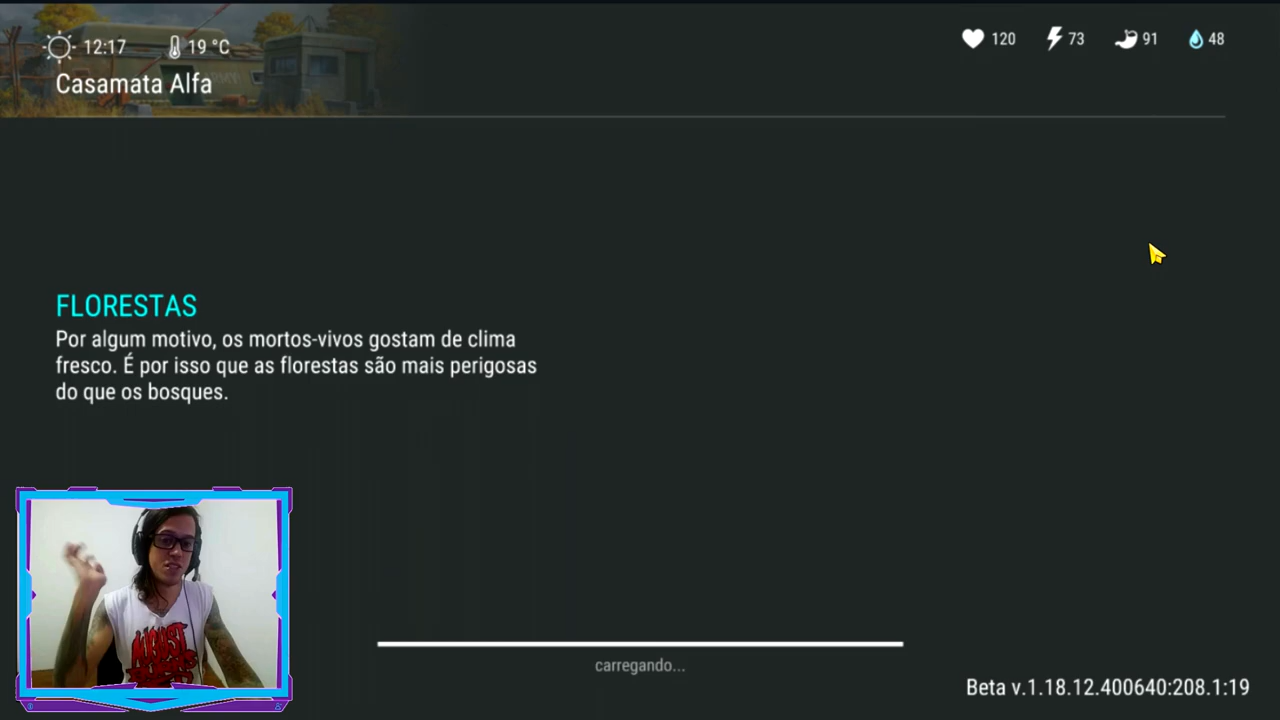 12:17 19 °C
120 73 91 48
Casamata Alfa
FLORESTAS
Por algum motivo, os mortos-vivos gostam de clima
fresco. É por isso que as florestas são mais perigosas
do que os bosques.
carregando...
Beta v.1.18.12.400640:208.1:19